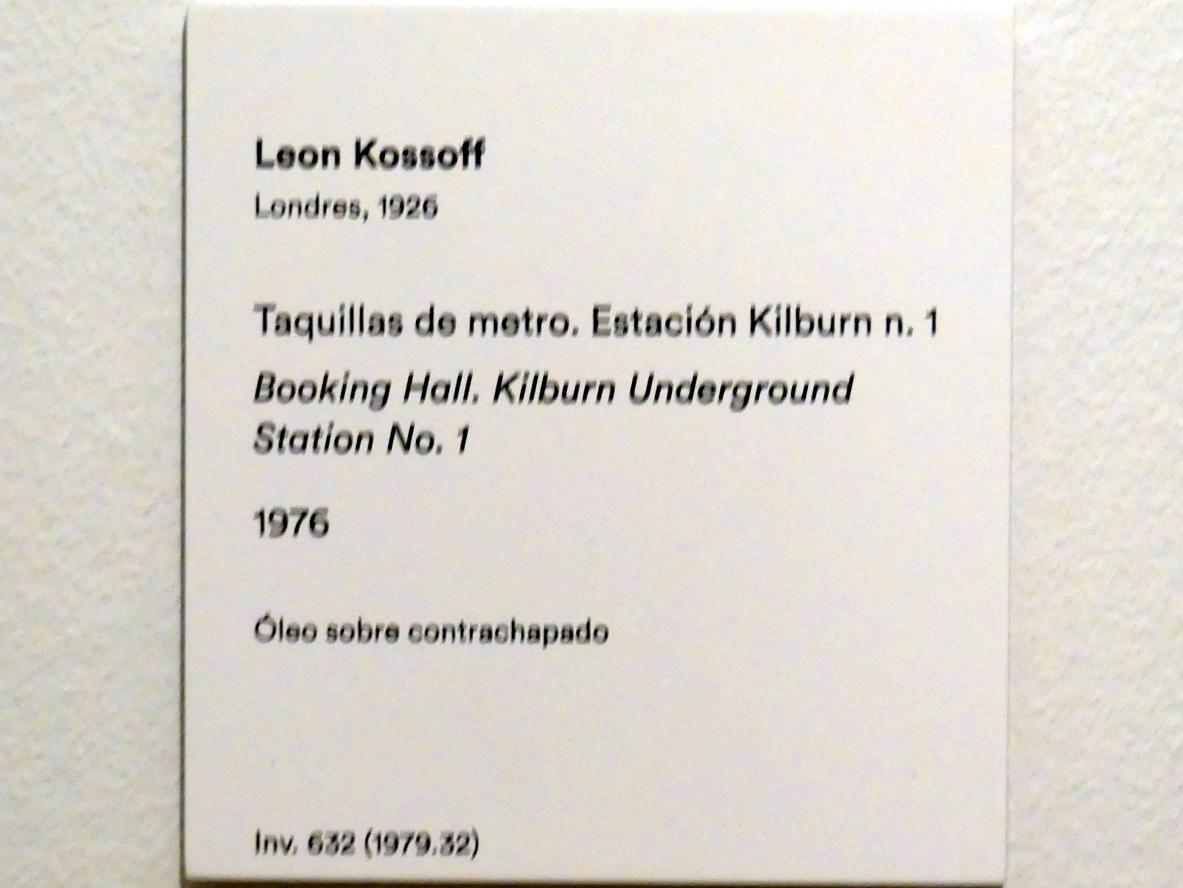 Leon Kossoff
Londres, 1926
Taquillas de metro. Estación Kilburn n. 1
Booking Hall. Kilburn Underground
Station No. 1
1976
Óleo sobre contrachapado
Inv. 632 (1979.32)